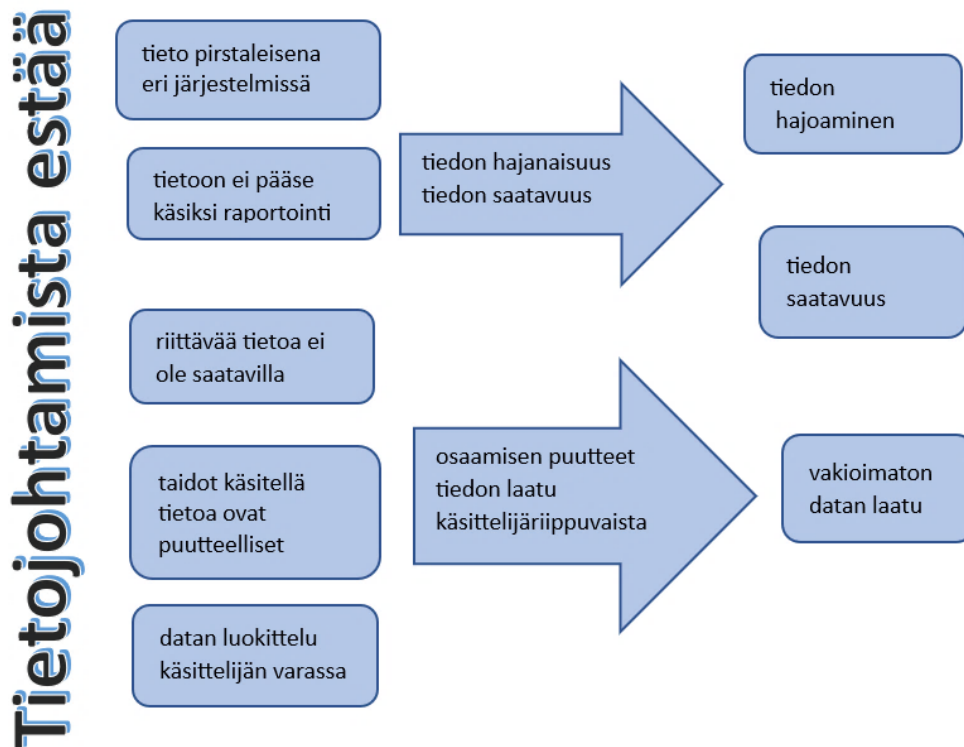 Tietojohtamista estää
tieto pirstaleisena
eri järjestelmissä
tietoon ei pääse
käsiksi raportointi
riittävää tietoa ei
ole saatavilla
taidot käsitellä
tietoa ovat
puutteelliset
datan luokittelu
käsittelijän varassa
tiedon hajanaisuus
tiedon saatavuus
osaamisen puutteet
tiedon laatu
käsittelijäriippuvaista
tiedon
hajoaminen
tiedon
saatavuus
vakioimaton
datan laatu